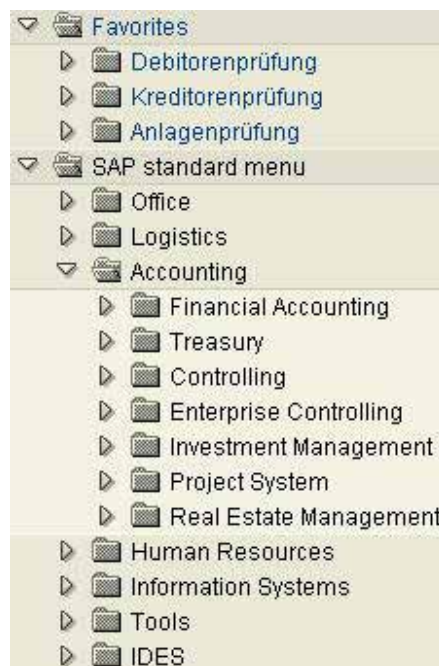 Favorites
Debitorenprüfung
Kreditorenprüfung
Anlagenprüfung
SAP standard menu
Office
Logistics
Accounting
Financial Accounting
Treasury
Controlling
Enterprise Controlling
Investment Management
Project System
Real Estate Management
Human Resources
Information Systems
Tools
IDES